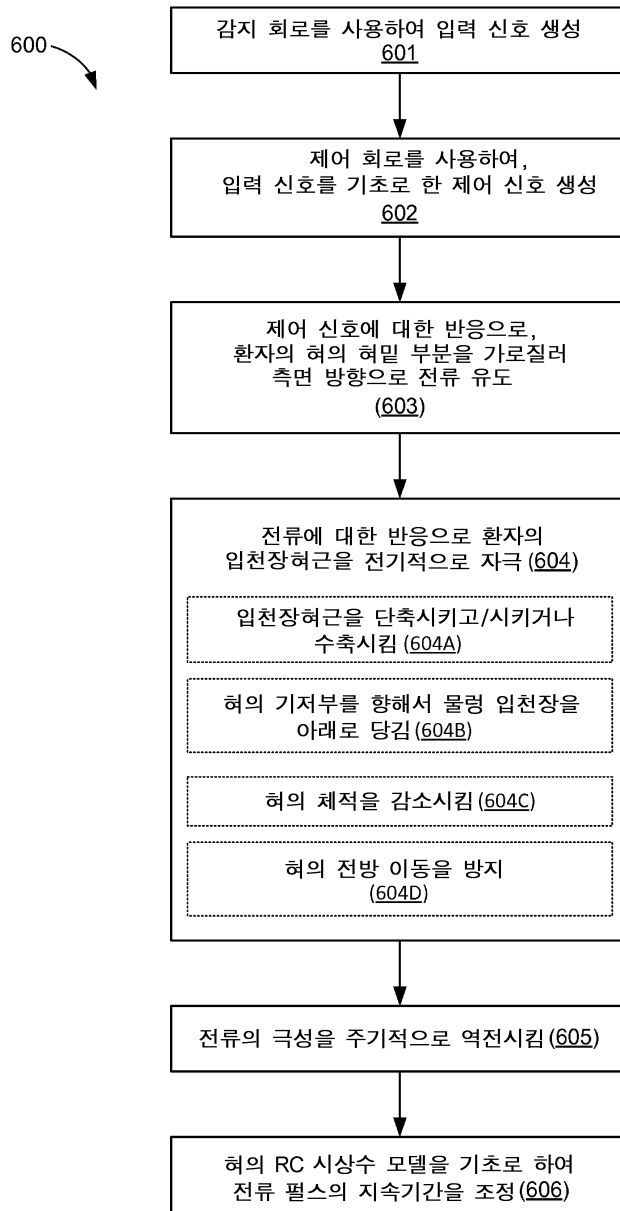 600
감지 회로를 사용하여 입력 신호 생성
601
제어 회로를 사용하여,
입력 신호를 기초로 한 제어 신호 생성
602
제어 신호에 대한 반응으로,
환자의 혀의 혀밑 부분을 가로질러
측면 방향으로 전류 유도
(603)
전류에 대한 반응으로 환자의
입천장혀근을 전기적으로 자극 (604)
입천장혀근을 단축시키고/시키거나
수축시킴 (604A)
혀의 기저부를 향해서 물렁 입천장을
아래로 당김 (604B)
혀의 체적을 감소시킴 (604C)
혀의 전방 이동을 방지
(604D)
전류의 극성을 주기적으로 역전시킴 (605)
혀의 RC 시상수 모델을 기초로 하여
전류 펄스의 지속기간을 조정 (606)